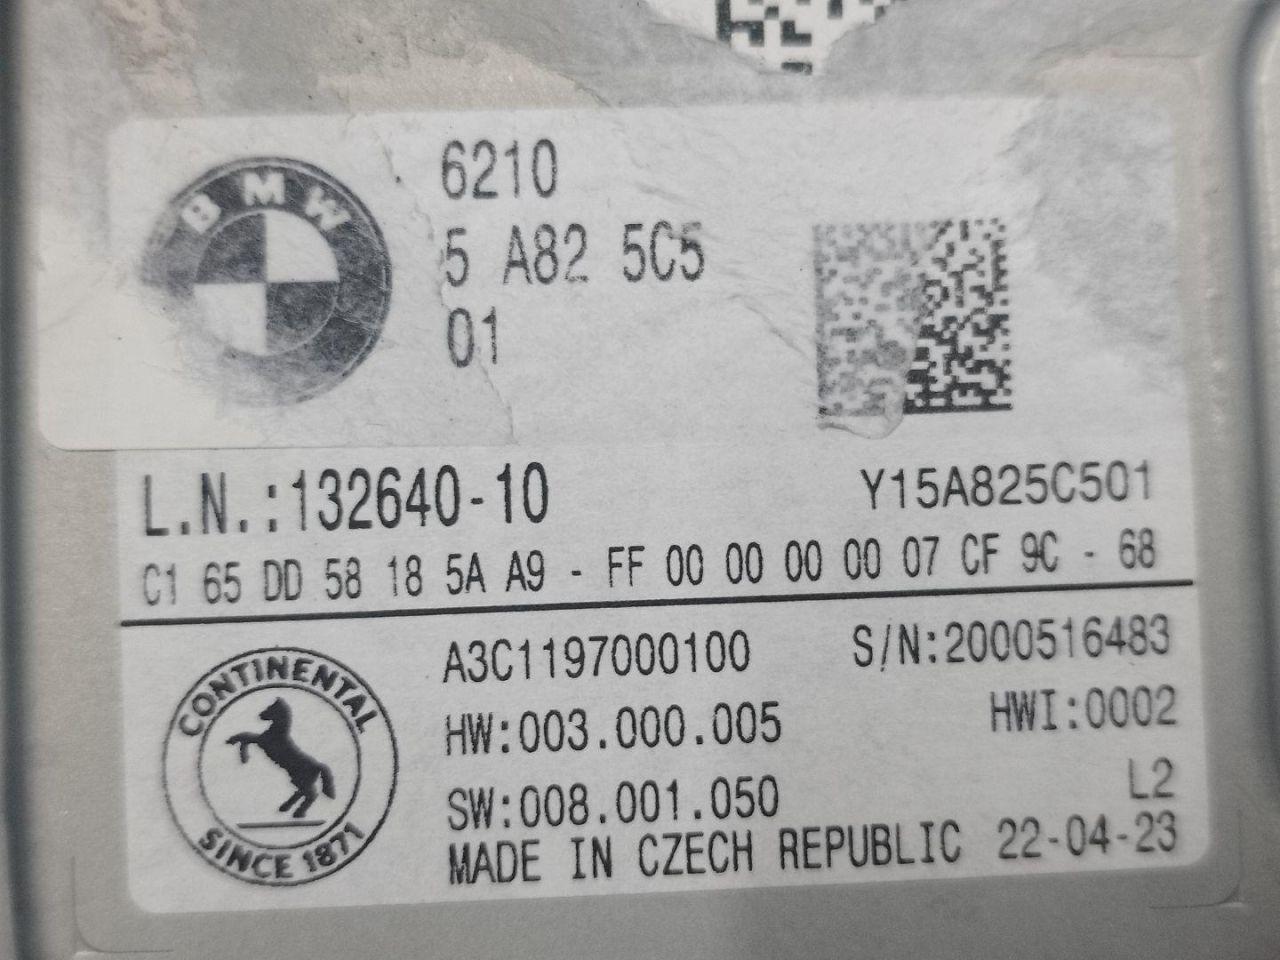 BMW
6210
5 A82 5C5
01
L.N.:132640-10
Y15A825C501
C1 65 DD 58 18 5A A9 - FF 00 00 00 00 07 CF 9C - 68
CONTINENTAL
SINCE 1871
A3C1197000100
S/N:2000516483
HW:003.000.005
HWI:0002
SW:008.001.050
L2
MADE IN CZECH REPUBLIC 22-04-23